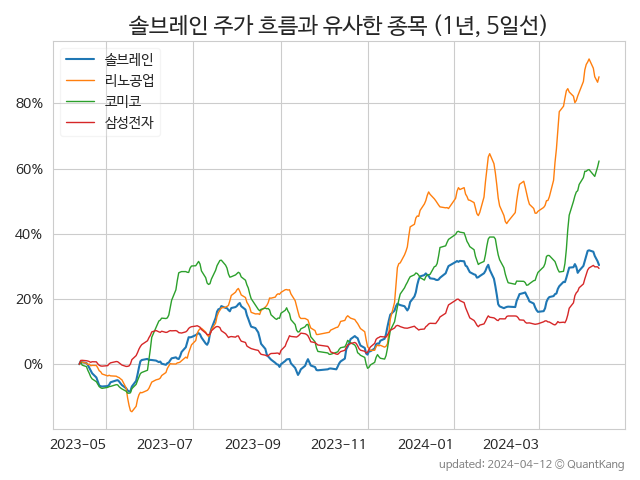 솔브레인 주가 흐름과 유사한 종목 (1년, 5일선)
솔브레인
리노공업
코미코
삼성전자
80%
60%
40%
20%
0%
2023-05 2023-07 2023-09 2023-11 2024-01 2024-03
updated: 2024-04-12 © QuantKang